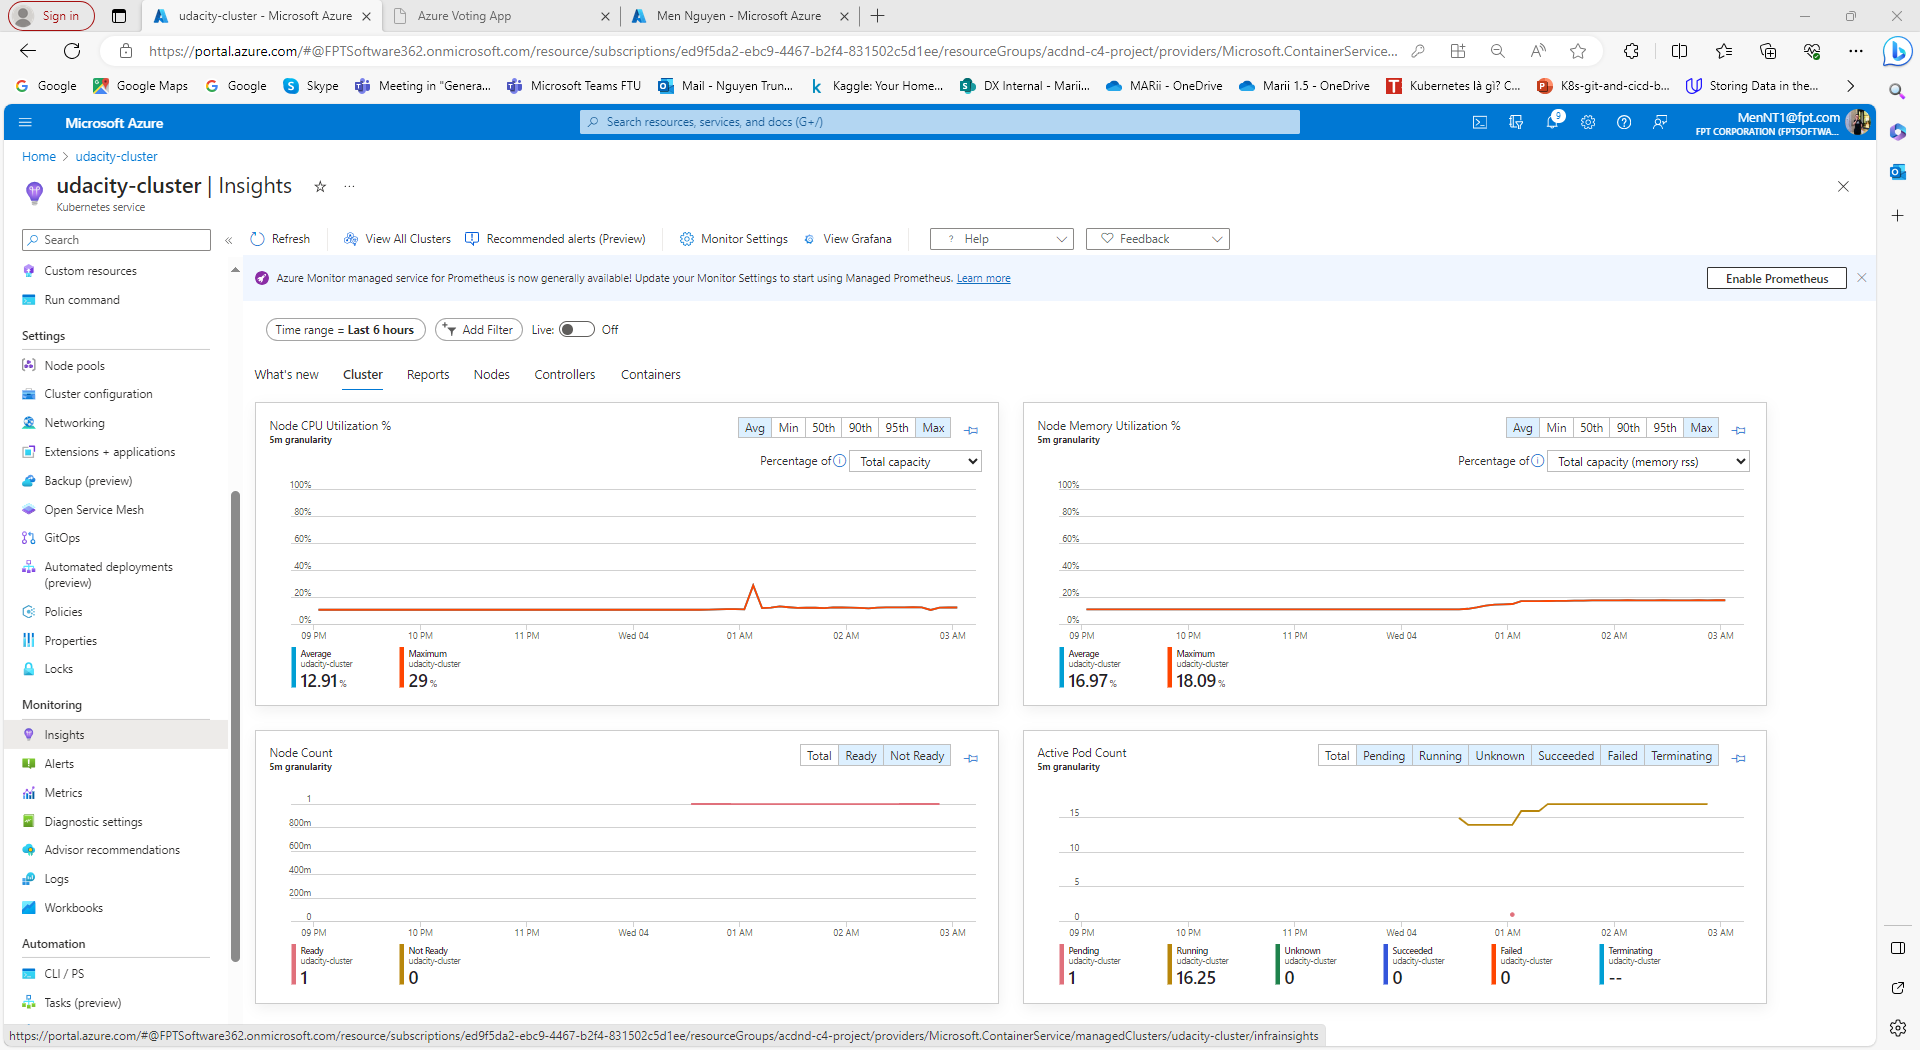 Sign in
udacity-cluster - Microsoft Azure
Azure Voting App
Men Nguyen - Microsoft Azure
https://portal.azure.com/#@FPTSoftware362.onmicrosoft.com/resource/subscriptions/ed9f5da2-ebc9-4467-b2f4-831502c5d1ee/resourceGroups/acdnd-c4-project/providers/Microsoft.ContainerService...
Google
Google Maps
Google
Skype
Meeting in "Genera...
Microsoft Teams FTU
Mail - Nguyen Trun...
Kaggle: Your Home...
DX Internal - Marii...
MARii - OneDrive
Marii 1.5 - OneDrive
Kubernetes là gì? C...
K8s-git-and-cicd-b...
Storing Data in the...
Microsoft Azure
Search resources, services, and docs (G+/)
9
MenNT1@fpt.com
FPT CORPORATION (FPTSOFTWA...
Home > udacity-cluster
udacity-cluster | Insights
Kubernetes service
Search
Refresh
View All Clusters
Recommended alerts (Preview)
Monitor Settings
View Grafana
? Help
Feedback
Custom resources
Run command
Settings
Node pools
Cluster configuration
Networking
Extensions + applications
Backup (preview)
Open Service Mesh
GitOps
Automated deployments
(preview)
Policies
Properties
Locks
Monitoring
Insights
Alerts
Metrics
Diagnostic settings
Advisor recommendations
Logs
Workbooks
Automation
CLI / PS
Tasks (preview)
Azure Monitor managed service for Prometheus is now generally available! Update your Monitor Settings to start using Managed Prometheus. Learn more
Enable Prometheus
Time range = Last 6 hours
Add Filter
Live: Off
What's new
Cluster
Reports
Nodes
Controllers
Containers
Node CPU Utilization %
5m granularity
Avg Min 50th 90th 95th Max
Percentage of Total capacity
100%
80%
60%
40%
20%
0%
09 PM 10 PM 11 PM Wed 04 01 AM 02 AM 03 AM
Average
udacity-cluster
12.91 %
Maximum
udacity-cluster
29 %
Node Memory Utilization %
5m granularity
Avg Min 50th 90th 95th Max
Percentage of Total capacity (memory rss)
100%
80%
60%
40%
20%
0%
09 PM 10 PM 11 PM Wed 04 01 AM 02 AM 03 AM
Average
udacity-cluster
16.97 %
Maximum
udacity-cluster
18.09 %
Node Count
5m granularity
Total Ready Not Ready
1
800m
600m
400m
200m
0
09 PM 10 PM 11 PM Wed 04 01 AM 02 AM 03 AM
Ready
udacity-cluster
1
Not Ready
udacity-cluster
0
Active Pod Count
5m granularity
Total Pending Running Unknown Succeeded Failed Terminating
15
10
5
0
09 PM 10 PM 11 PM Wed 04 01 AM 02 AM 03 AM
Pending
udacity-cluster
1
Running
udacity-cluster
16.25
Unknown
udacity-cluster
0
Succeeded
udacity-cluster
0
Failed
udacity-cluster
0
Terminating
udacity-cluster
--
https://portal.azure.com/#@FPTSoftware362.onmicrosoft.com/resource/subscriptions/ed9f5da2-ebc9-4467-b2f4-831502c5d1ee/resourceGroups/acdnd-c4-project/providers/Microsoft.ContainerService/managedClusters/udacity-cluster/infrainsights